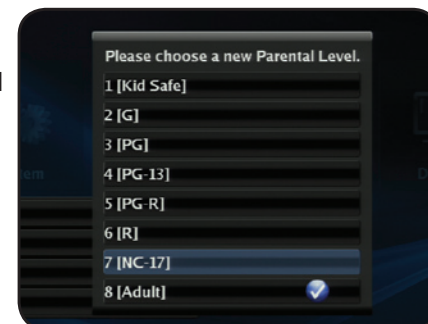 Please choose a new Parental Level.
1 [Kid Safe]
2 [G]
3 [PG]
4 [PG-13]
5 [PG-R]
6 [R]
7 [NC-17]
8 [Adult]